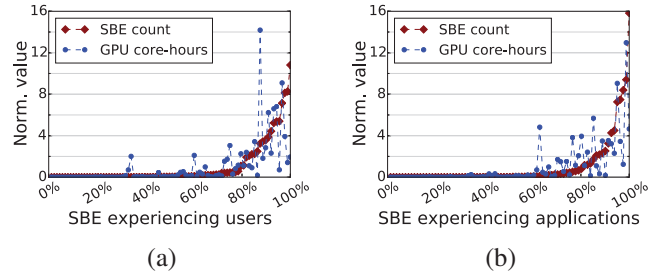 16
12
8
4
0
Norm. value
SBE count
GPU core-hours
0%
20%
40%
60%
80%
100%
SBE experiencing users
(a)
16
12
8
4
0
Norm. value
SBE count
GPU core-hours
0%
20%
40%
60%
80%
100%
SBE experiencing applications
(b)